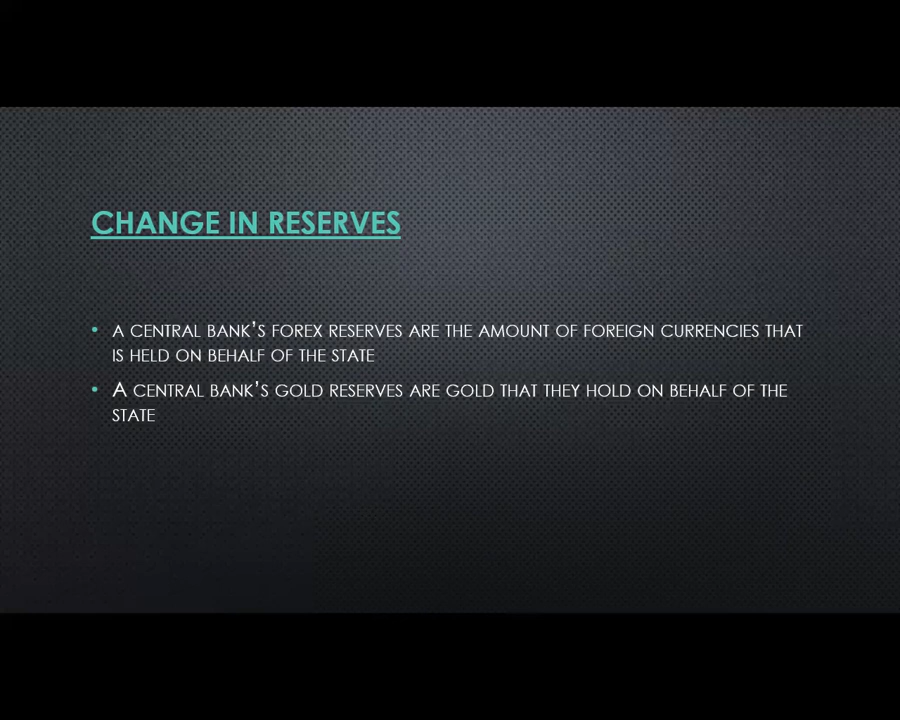 CHANGE IN RESERVES
• A CENTRAL BANK'S FOREX RESERVES ARE THE AMOUNT OF FOREIGN CURRENCIES THAT
IS HELD ON BEHALF OF THE STATE
• A CENTRAL BANK'S GOLD RESERVES ARE GOLD THAT THEY HOLD ON BEHALF OF THE
STATE